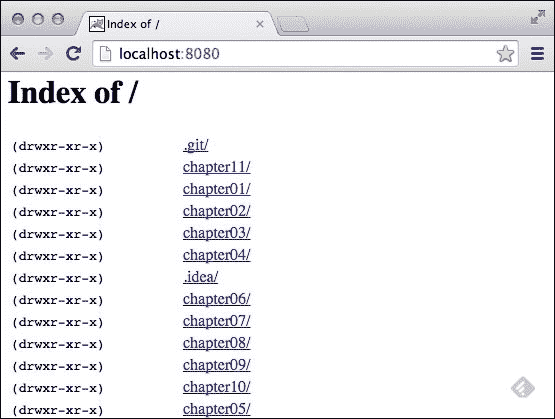 Index of /
localhost:8080
Index of /
(drwxr-xr-x) .git/
(drwxr-xr-x) chapter11/
(drwxr-xr-x) chapter01/
(drwxr-xr-x) chapter02/
(drwxr-xr-x) chapter03/
(drwxr-xr-x) chapter04/
(drwxr-xr-x) .idea/
(drwxr-xr-x) chapter06/
(drwxr-xr-x) chapter07/
(drwxr-xr-x) chapter08/
(drwxr-xr-x) chapter09/
(drwxr-xr-x) chapter10/
(drwxr-xr-x) chapter05/